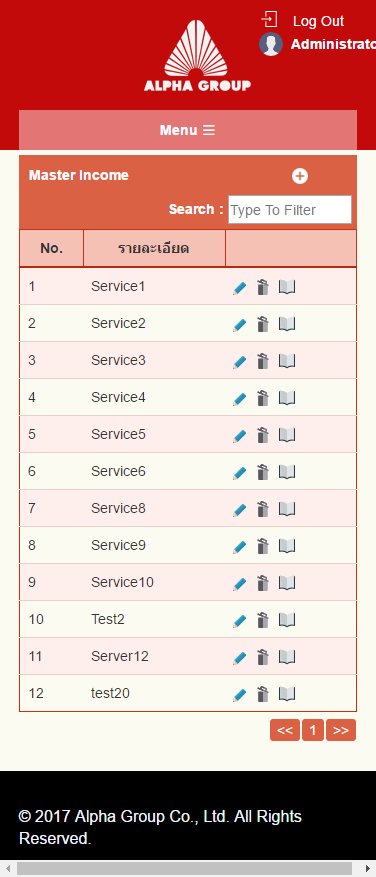 Log Out
Administrato
ALPHA GROUP
Menu
Master Income
Search : Type To Filter
No. รายละเอียด
1 Service1
2 Service2
3 Service3
4 Service4
5 Service5
6 Service6
7 Service8
8 Service9
9 Service10
10 Test2
11 Server12
12 test20
<< 1 >>
© 2017 Alpha Group Co., Ltd. All Rights
Reserved.